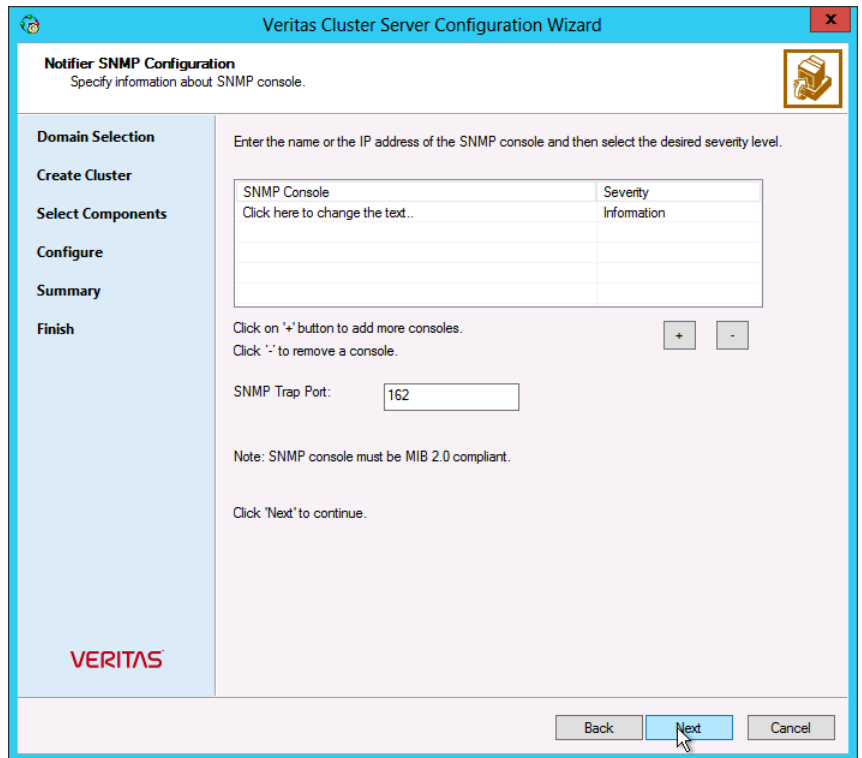 Veritas Cluster Server Configuration Wizard
x
Notifier SNMP Configuration
Specify information about SNMP console.
Domain Selection
Create Cluster
Select Components
Configure
Summary
Finish
Enter the name or the IP address of the SNMP console and then select the desired severity level.
SNMP Console Severity
Click here to change the text.. Information
Click on '+' button to add more consoles.
Click '-' to remove a console.
+ -
SNMP Trap Port: 162
Note: SNMP console must be MIB 2.0 compliant.
Click 'Next' to continue.
VERITAS
Back Next Cancel